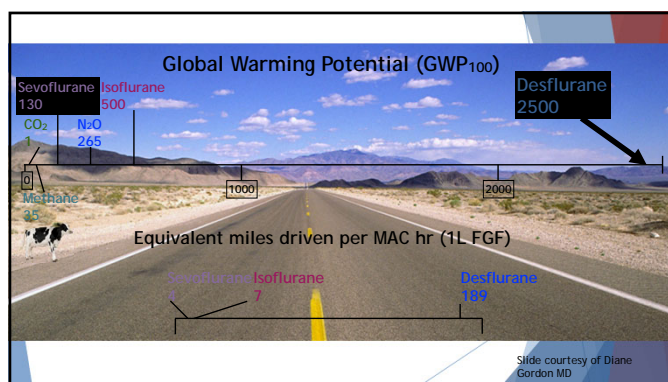 Global Warming Potential (GWP₁₀₀)
Sevoflurane
130
Isoflurane
500
Desflurane
2500
CO₂
1
N₂O
265
0
1000
2000
Methane
25
Equivalent miles driven per MAC hr (1L FGF)
Sevoflurane
4
Isoflurane
7
Desflurane
189
Slide courtesy of Diane
Gordon MD